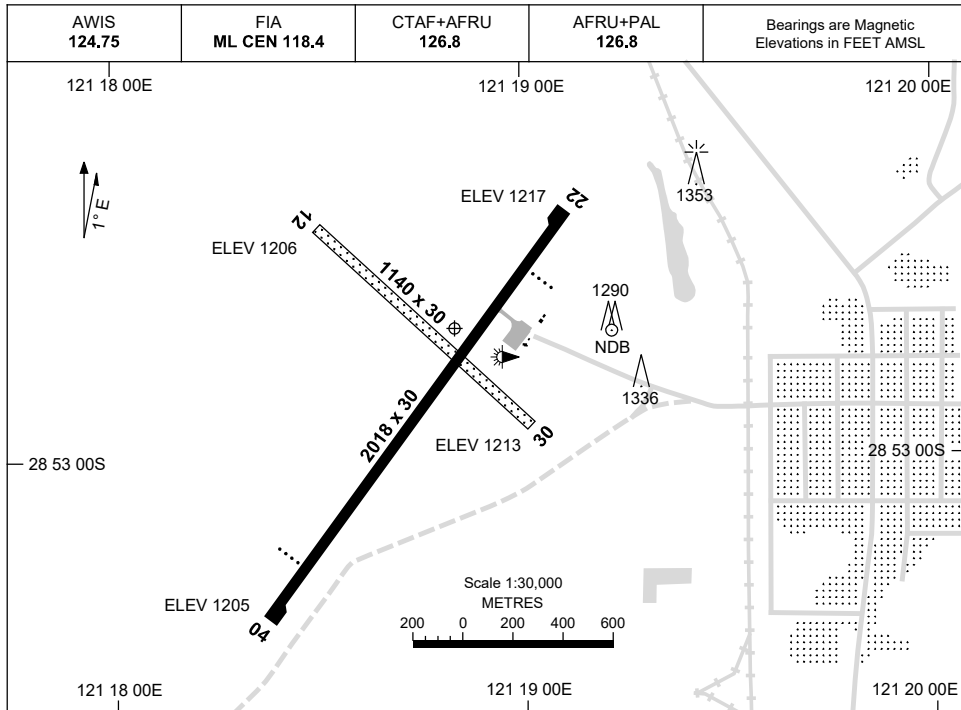 AWIS
124.75
FIA
ML CEN 118.4
CTAF+AFRU
126.8
AFRU+PAL
126.8
Bearings are Magnetic
Elevations in FEET AMSL
121 18 00E
121 19 00E
121 20 00E
1° E
ELEV 1217
22
1353
12
ELEV 1206
1140 x 30
1290
NDB
1336
2018 x 30
ELEV 1213
30
28 53 00S
28 53 00S
ELEV 1205
04
Scale 1:30,000
METRES
200 0 200 400 600
121 18 00E
121 19 00E
121 20 00E